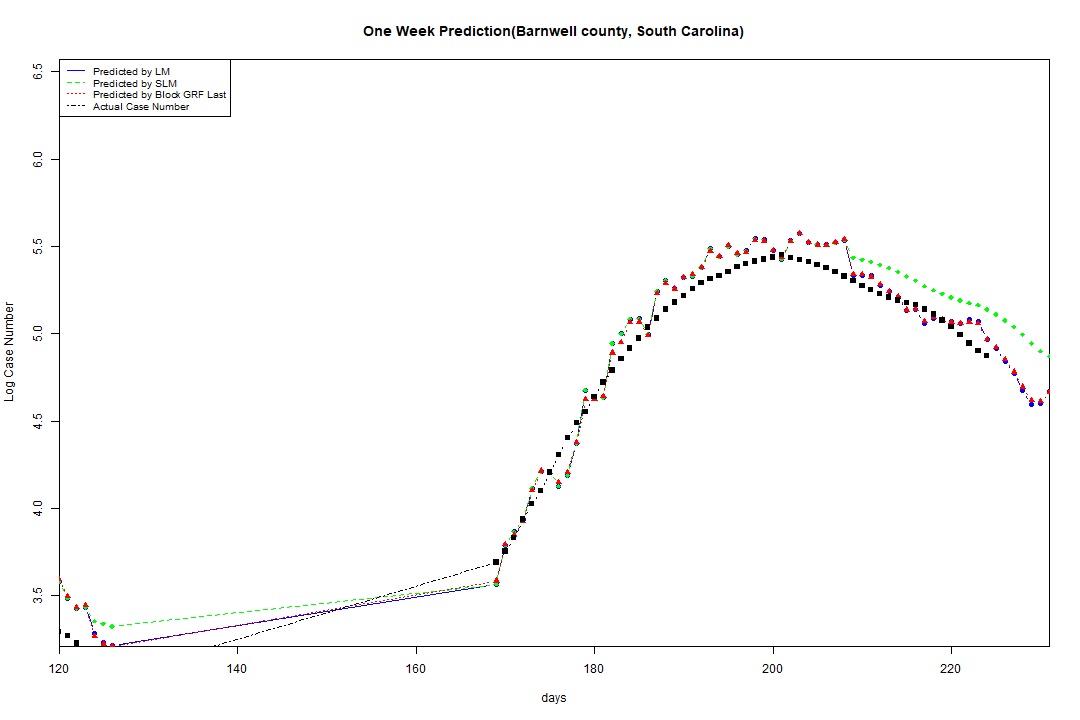 One Week Prediction(Barnwell county, South Carolina)
Predicted by LM
Predicted by SLM
Predicted by Block GRF Last
Actual Case Number
6.5
6.0
5.5
5.0
4.5
4.0
3.5
Log Case Number
120 140 160 180 200 220
days